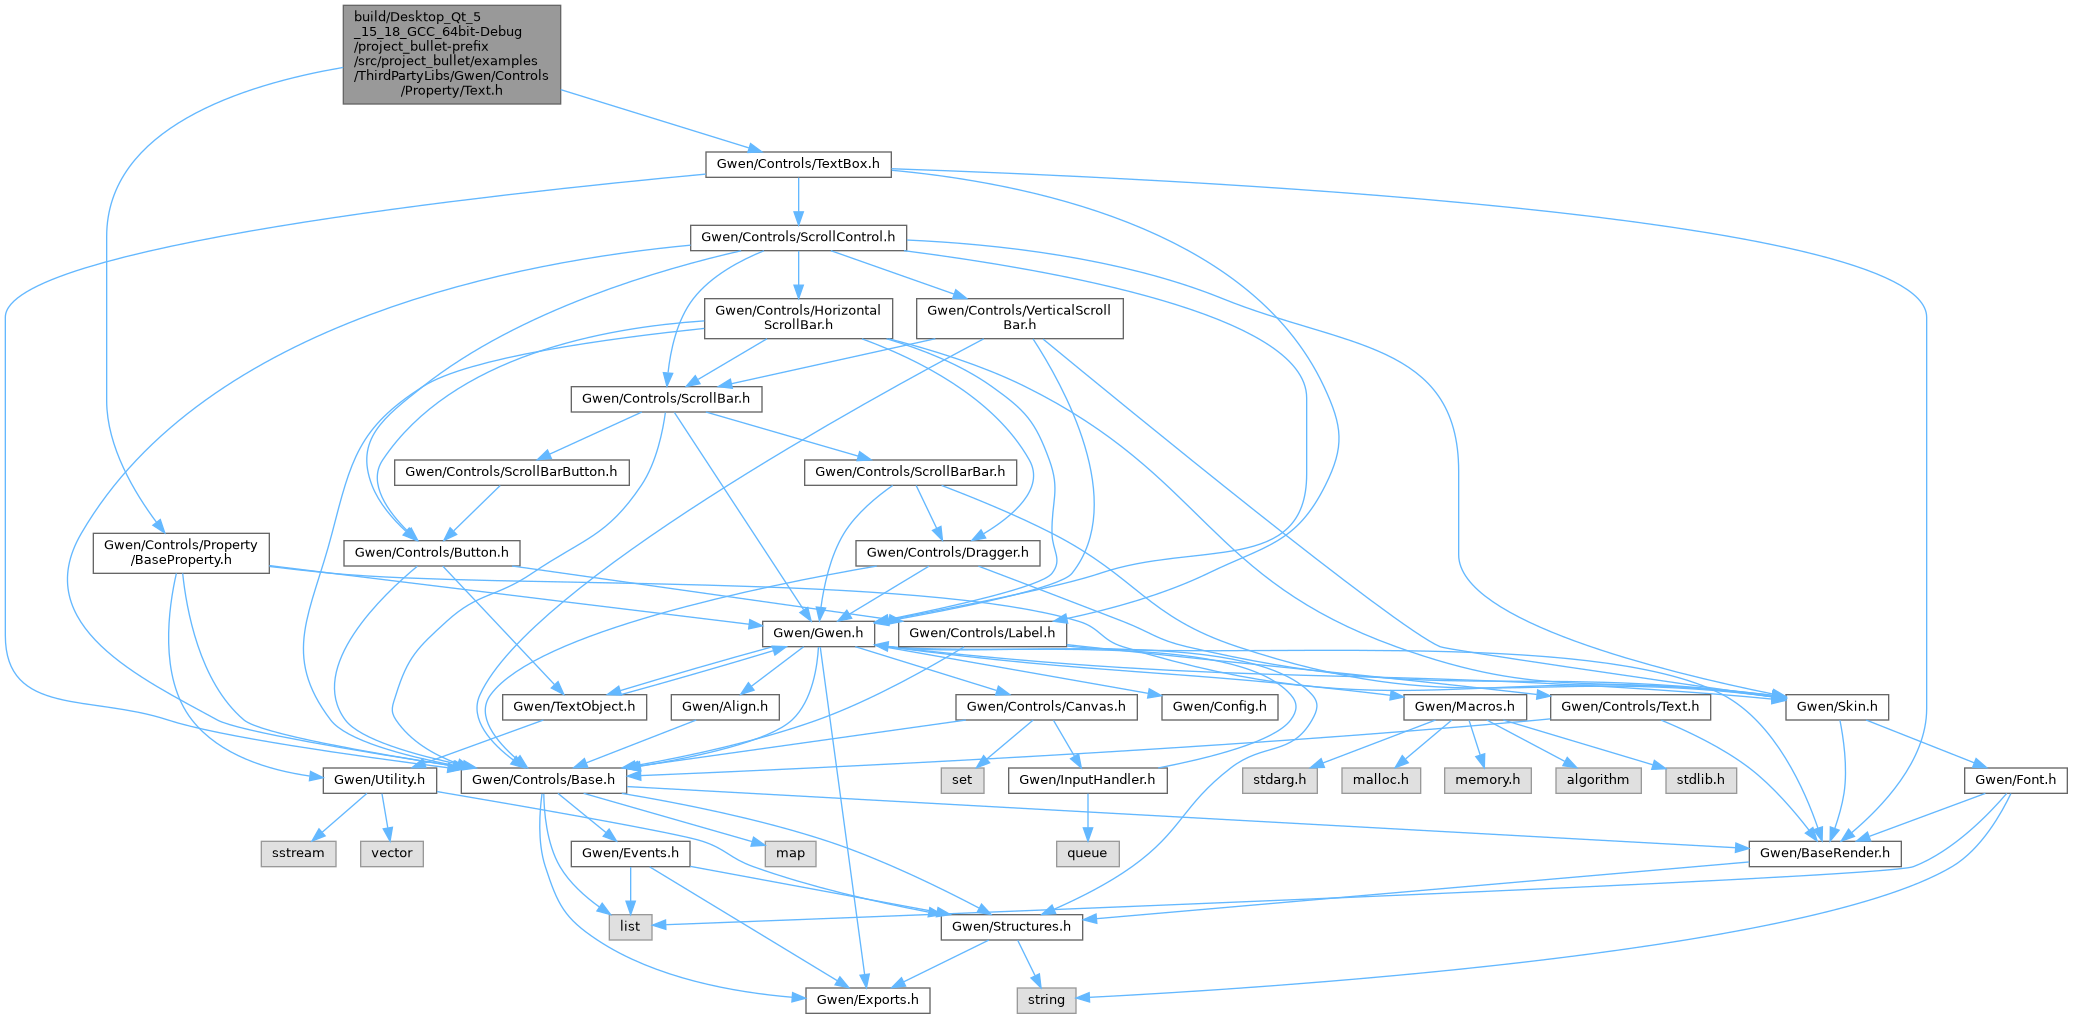 build/Desktop_Qt_5
_15_18_GCC_64bit-Debug
/project_bullet-prefix
/src/project_bullet/examples
/ThirdPartyLibs/Gwen/Controls
/Property/Text.h
Gwen/Controls/TextBox.h
Gwen/Controls/ScrollControl.h
Gwen/Controls/Horizontal
ScrollBar.h
Gwen/Controls/VerticalScroll
Bar.h
Gwen/Controls/ScrollBar.h
Gwen/Controls/ScrollBarButton.h
Gwen/Controls/ScrollBarBar.h
Gwen/Controls/Property
/BaseProperty.h
Gwen/Controls/Button.h
Gwen/Controls/Dragger.h
Gwen/Gwen.h
Gwen/Controls/Label.h
Gwen/TextObject.h
Gwen/Align.h
Gwen/Controls/Canvas.h
Gwen/Config.h
Gwen/Macros.h
Gwen/Controls/Text.h
Gwen/Skin.h
Gwen/Utility.h
Gwen/Controls/Base.h
set
Gwen/InputHandler.h
stdarg.h
malloc.h
memory.h
algorithm
stdlib.h
Gwen/Font.h
sstream
vector
Gwen/Events.h
map
queue
Gwen/BaseRender.h
list
Gwen/Structures.h
Gwen/Exports.h
string